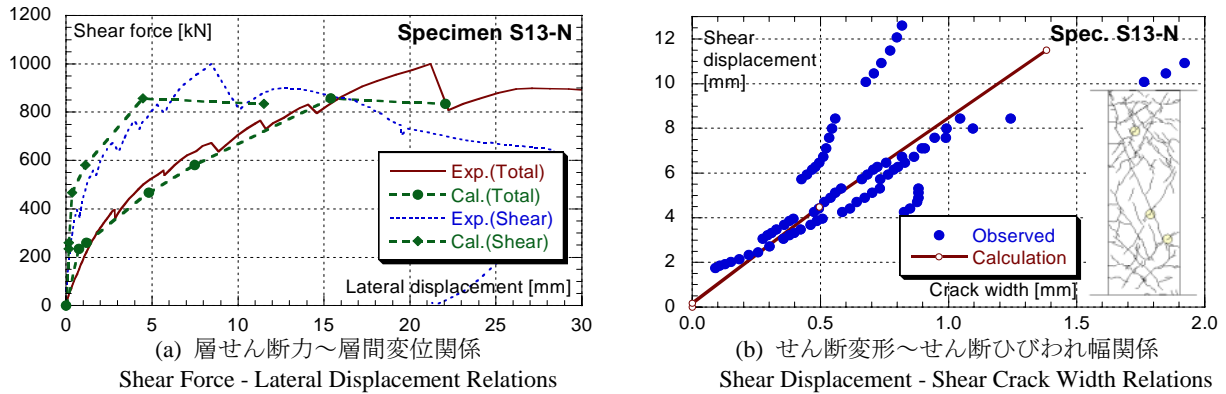 Shear force [kN]
Specimen S13-N
1200
1000
800
600
400
200
0
Exp.(Total)
Cal.(Total)
Exp.(Shear)
Cal.(Shear)
Lateral displacement [mm]
0 5 10 15 20 25 30
(a) 層せん断力~層間変位関係
Shear Force - Lateral Displacement Relations
Shear
displacement
[mm]
Spec. S13-N
12
10
8
6
4
2
0
Observed
Calculation
Crack width [mm]
0.0 0.5 1.0 1.5 2.0
(b) せん断変形~せん断ひびわれ幅関係
Shear Displacement - Shear Crack Width Relations